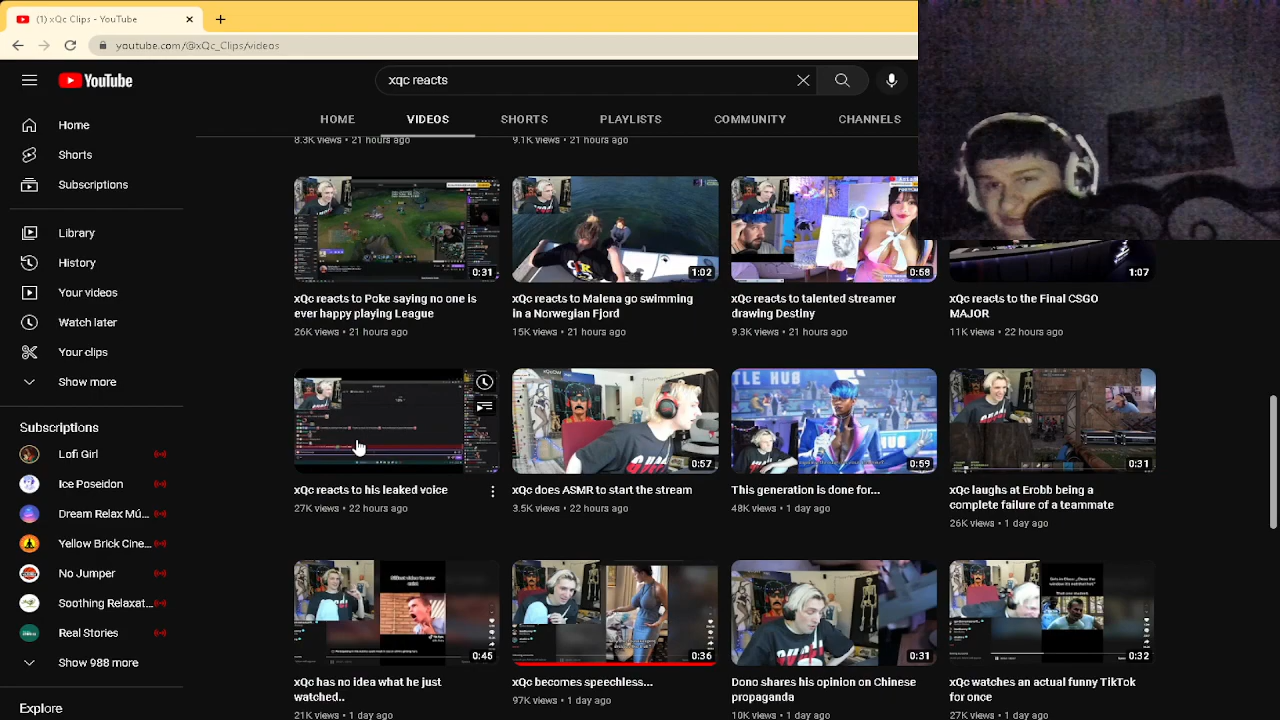 (1) xQc Clips - YouTube
youtube.com/@xQc_Clips/videos
YouTube
xqc reacts
HOME
VIDEOS
SHORTS
PLAYLISTS
COMMUNITY
CHANNELS
Home
Shorts
Subscriptions
Library
History
Your videos
Watch later
Your clips
Show more
Subscriptions
Lofi Girl
Ice Poseidon
Dream Relax Mú...
Yellow Brick Cine...
No Jumper
Soothing Relaxat...
Real Stories
Show 988 more
Explore
8.3K views • 21 hours ago
9.1K views • 21 hours ago
0:31
xQc reacts to Poke saying no one is
ever happy playing League
26K views • 21 hours ago
1:02
xQc reacts to Malena go swimming
in a Norwegian Fjord
15K views • 21 hours ago
0:58
xQc reacts to talented streamer
drawing Destiny
9.3K views • 21 hours ago
1:07
xQc reacts to the Final CSGO
MAJOR
11K views • 22 hours ago
xQc reacts to his leaked voice
27K views • 22 hours ago
0:57
xQc does ASMR to start the stream
3.5K views • 22 hours ago
TLE HUB
0:59
This generation is done for...
48K views • 1 day ago
0:31
xQc laughs at Erobb being a
complete failure of a teammate
26K views • 1 day ago
0:45
xQc has no idea what he just
watched..
21K views • 1 day ago
0:36
xQc becomes speechless...
97K views • 1 day ago
0:31
Dono shares his opinion on Chinese
propaganda
10K views • 1 day ago
0:32
xQc watches an actual funny TikTok
for once
27K views • 1 day ago